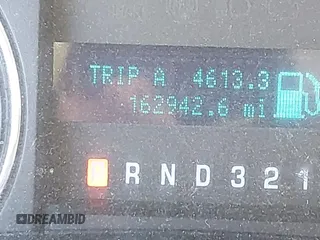 TRIP A 4613.3
162942.6 mi
R N D 3 2 1
DREAMBID